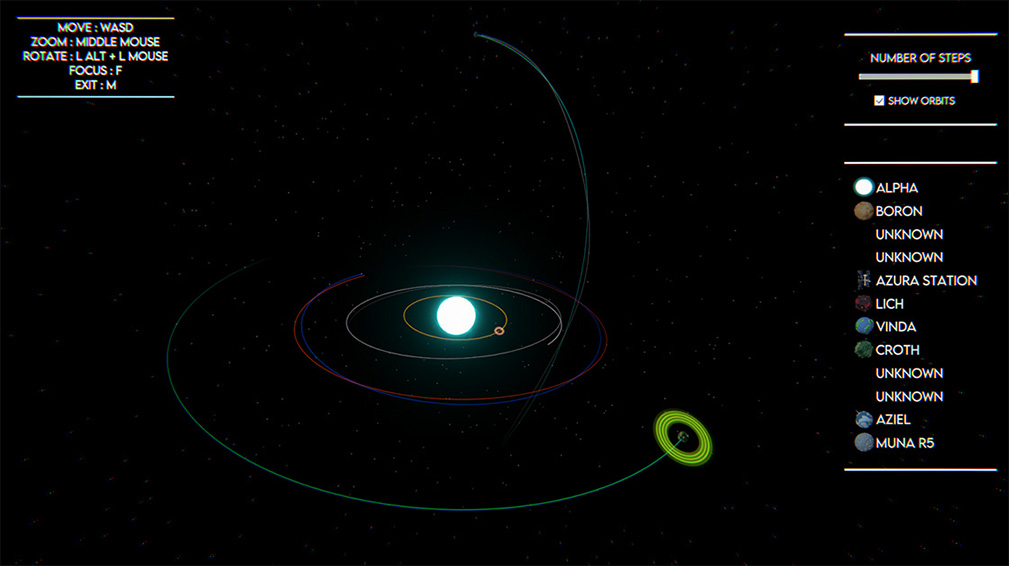 MOVE : WASD
ZOOM : MIDDLE MOUSE
ROTATE : L ALT + L MOUSE
FOCUS : F
EXIT : M
NUMBER OF STEPS
SHOW ORBITS
ALPHA
BORON
UNKNOWN
UNKNOWN
AZURA STATION
LICH
VINDA
CROTH
UNKNOWN
UNKNOWN
AZIEL
MUNA R5